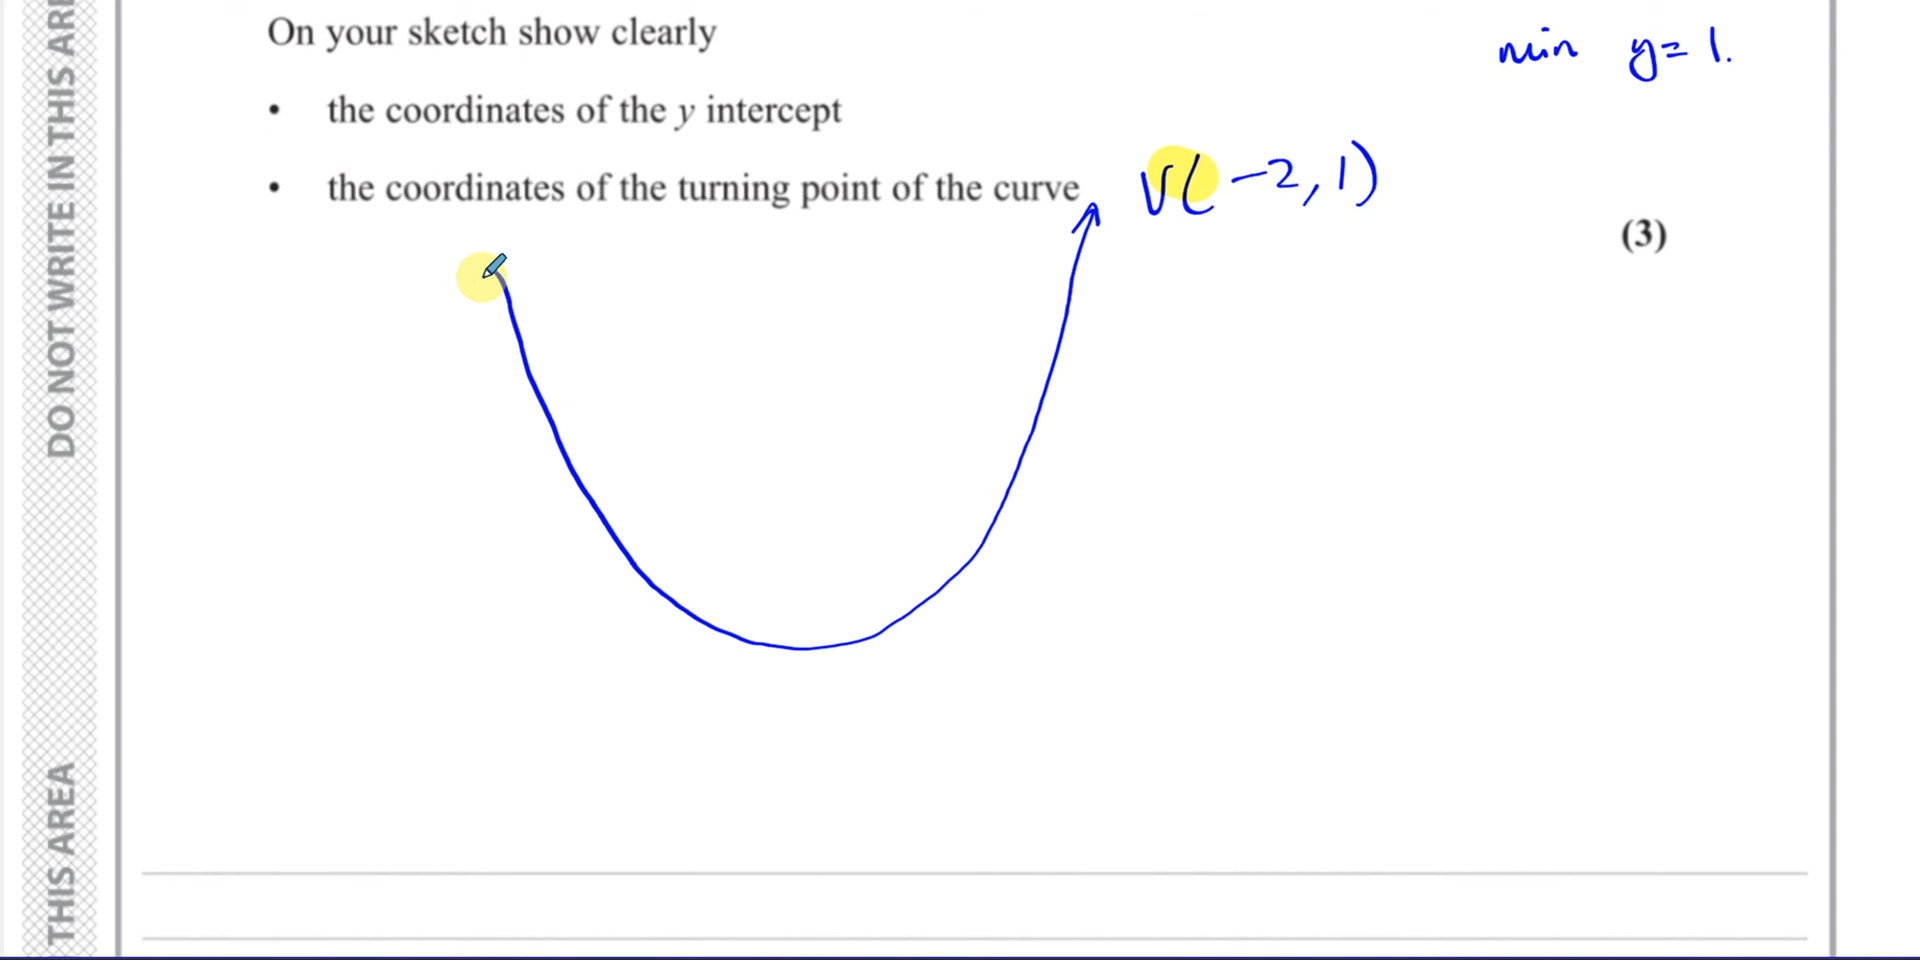 On your sketch show clearly
min y = 1.
• the coordinates of the y intercept
• the coordinates of the turning point of the curve
V(-2, 1)
(3)
DO NOT WRITE IN THIS ARE
THIS AREA